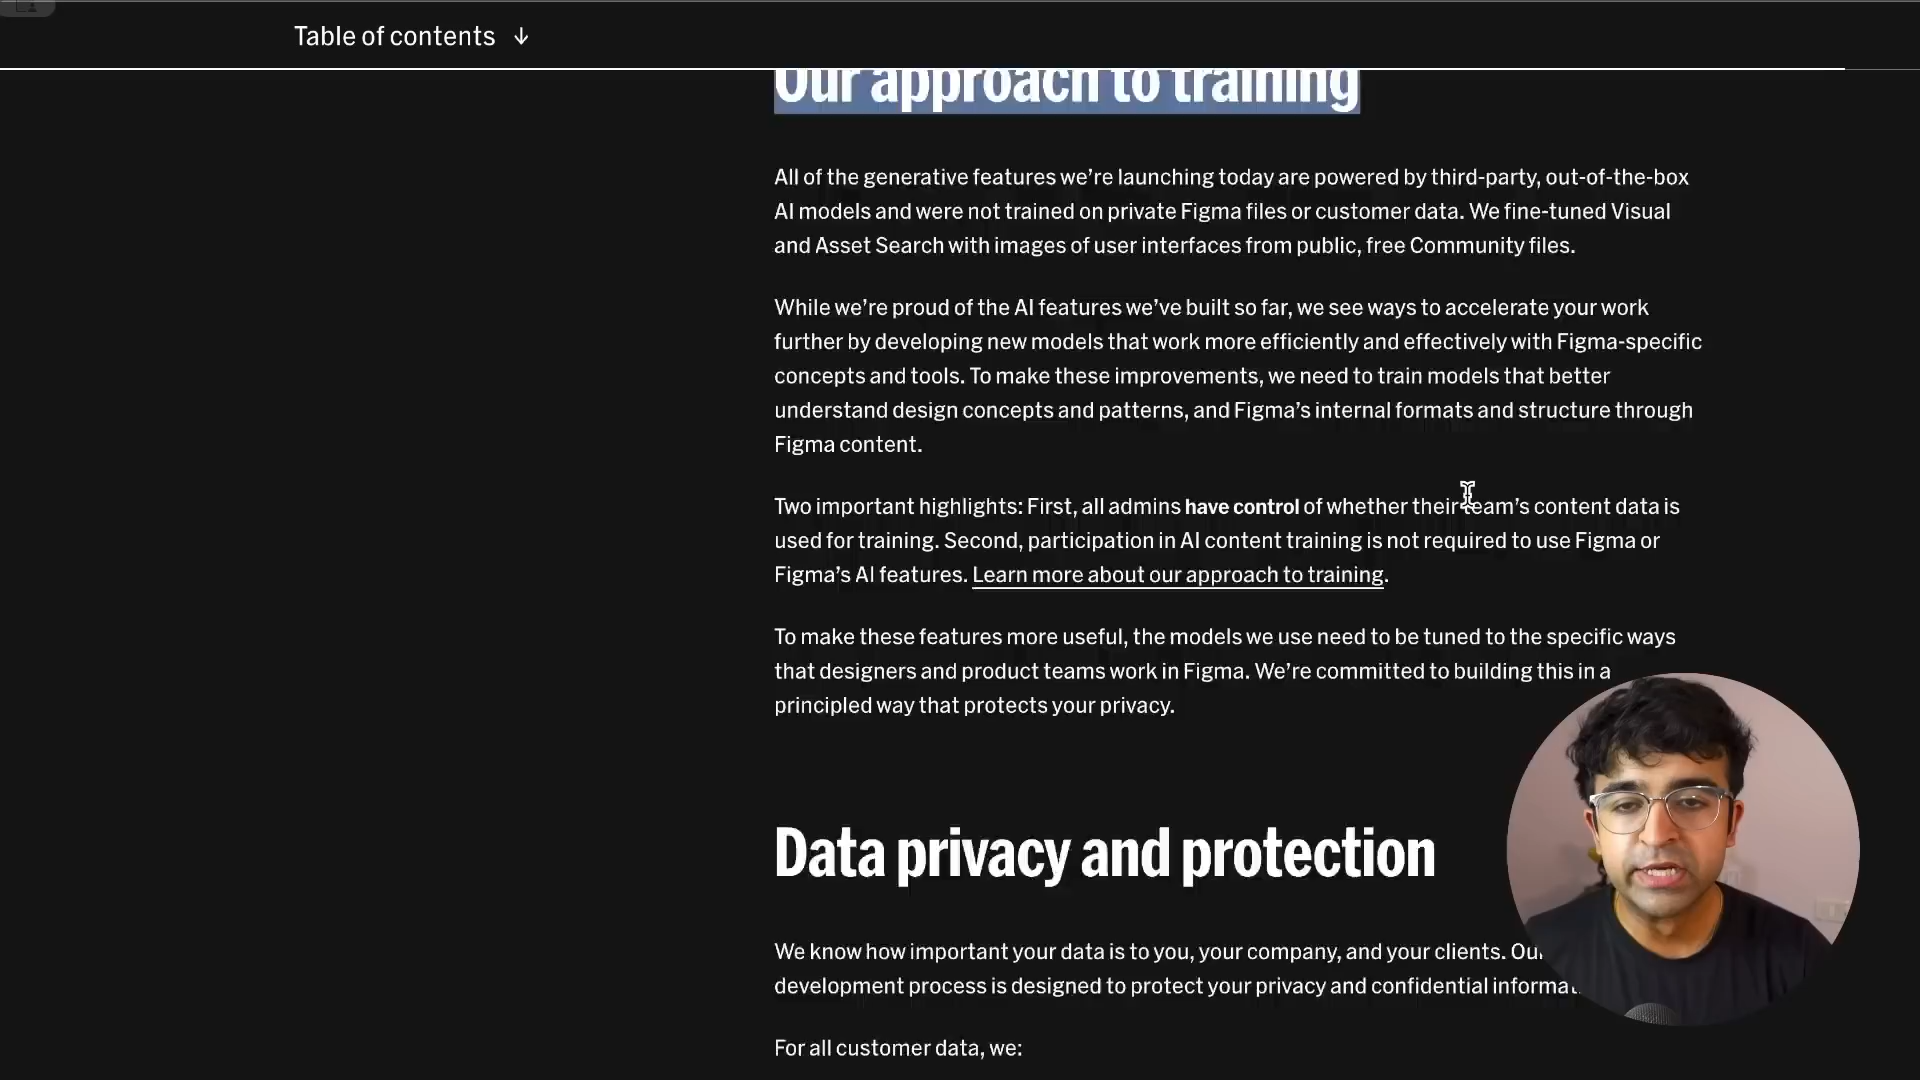 Table of contents ↓
Our approach to training
All of the generative features we’re launching today are powered by third-party, out-of-the-box
AI models and were not trained on private Figma files or customer data. We fine-tuned Visual
and Asset Search with images of user interfaces from public, free Community files.
While we’re proud of the AI features we’ve built so far, we see ways to accelerate your work
further by developing new models that work more efficiently and effectively with Figma-specific
concepts and tools. To make these improvements, we need to train models that better
understand design concepts and patterns, and Figma’s internal formats and structure through
Figma content.
Two important highlights: First, all admins have control of whether their team’s content data is
used for training. Second, participation in AI content training is not required to use Figma or
Figma’s AI features. Learn more about our approach to training.
To make these features more useful, the models we use need to be tuned to the specific ways
that designers and product teams work in Figma. We’re committed to building this in a
principled way that protects your privacy.
Data privacy and protection
We know how important your data is to you, your company, and your clients. Our
development process is designed to protect your privacy and confidential
For all customer data, we: